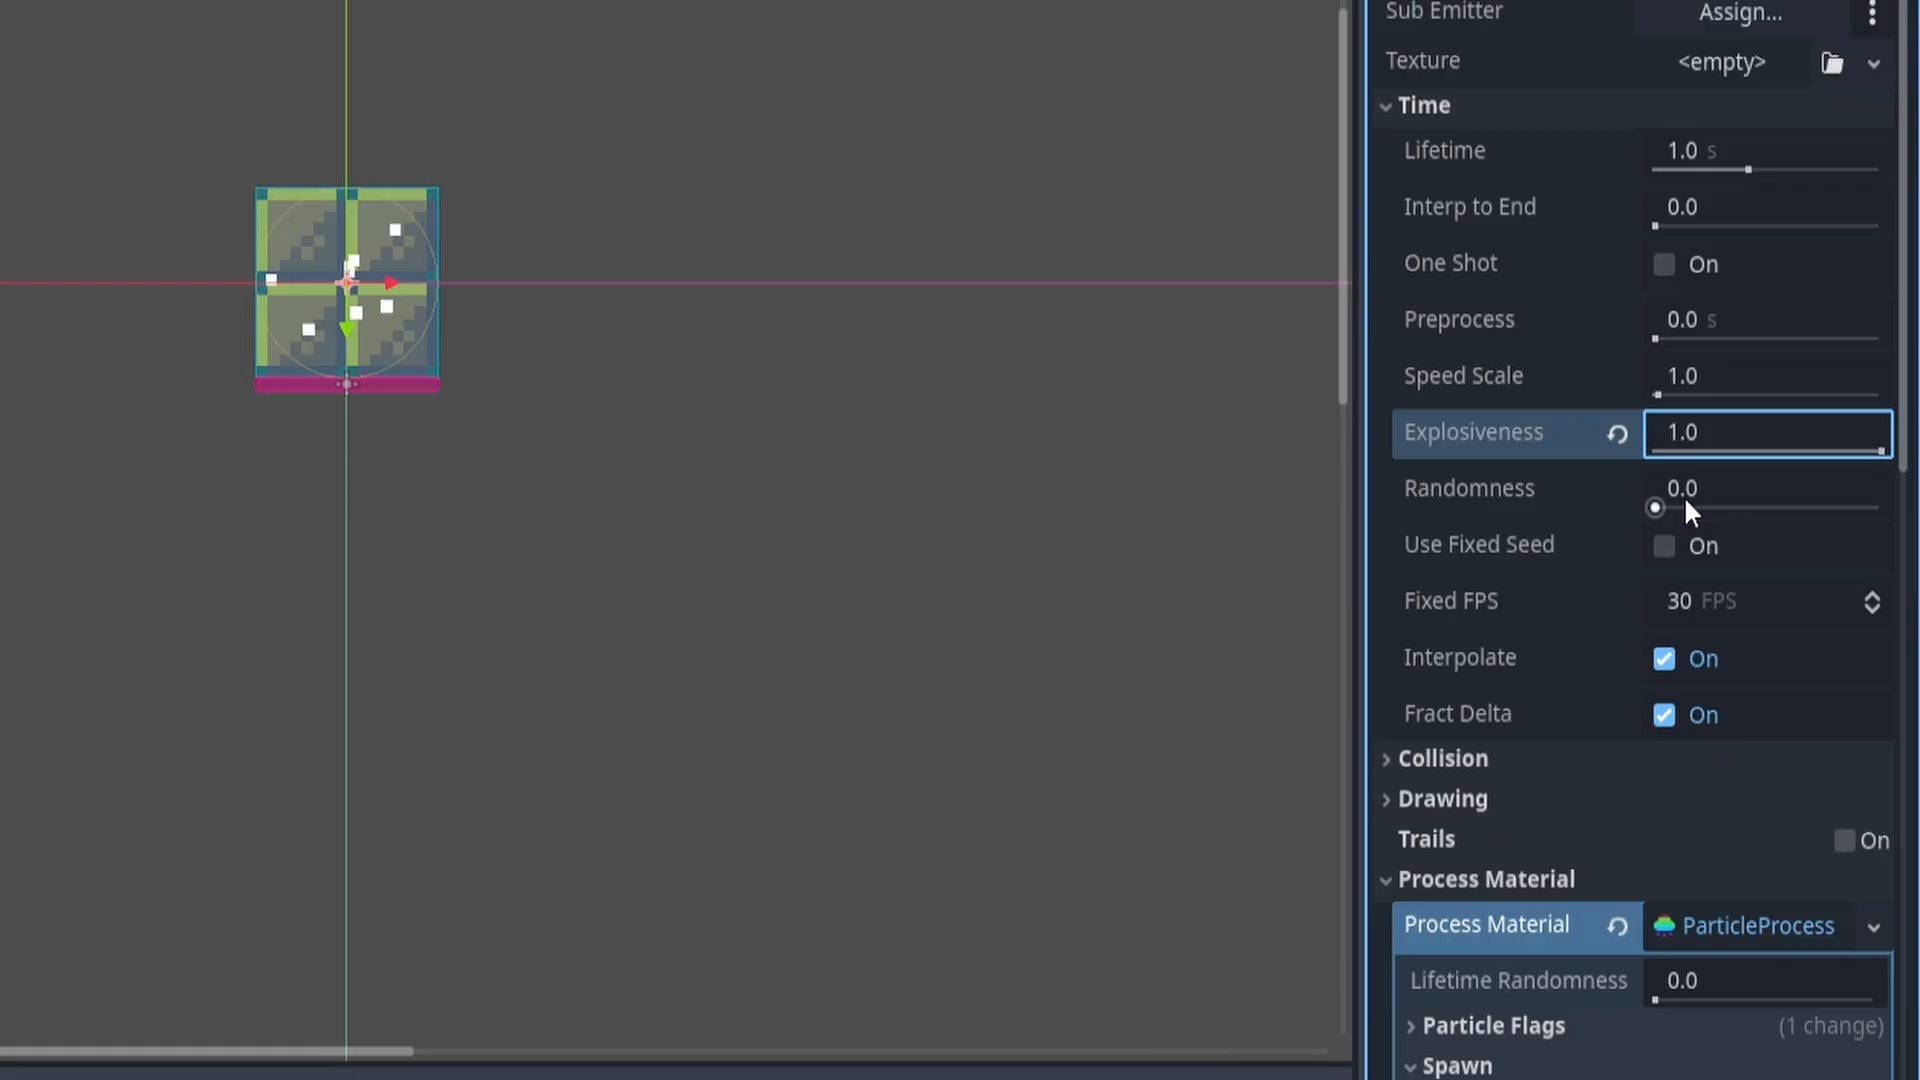 Sub Emitter Assign...
Texture <empty>
Time
Lifetime 1.0 s
Interp to End 0.0
One Shot On
Preprocess 0.0 s
Speed Scale 1.0
Explosiveness 1.0
Randomness 0.0
Use Fixed Seed On
Fixed FPS 30 FPS
Interpolate On
Fract Delta On
Collision
Drawing
Trails On
Process Material
Process Material ParticleProcess
Lifetime Randomness 0.0
Particle Flags (1 change)
Spawn